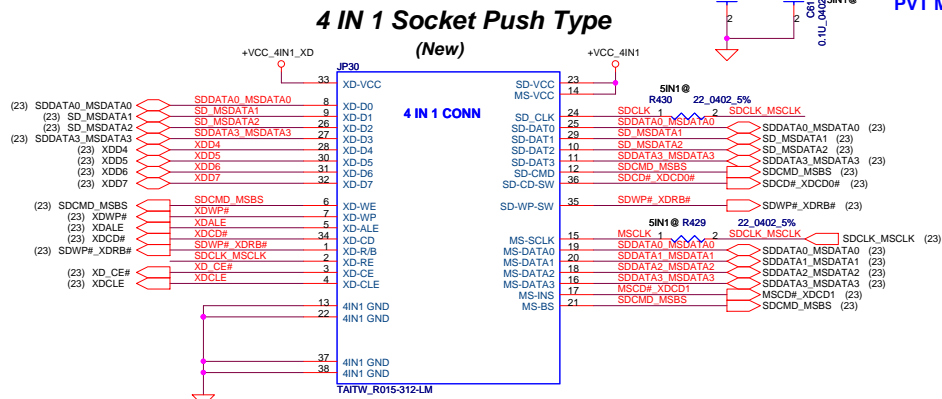 4 IN 1 Socket Push Type
(New)
+VCC_4IN1_XD
+VCC_4IN1
2
2
C61
0.1U_0402
5IN1@
PVT M
JP30
4 IN 1 CONN
33 XD-VCC
(23) SDDATA0_MSDATA0 SDDATA0_MSDATA0 8 XD-D0
(23) SD_MSDATA1 SD_MSDATA1 9 XD-D1
(23) SD_MSDATA2 SD_MSDATA2 26 XD-D2
(23) SDDATA3_MSDATA3 SDDATA3_MSDATA3 27 XD-D3
(23) XDD4 XDD4 28 XD-D4
(23) XDD5 XDD5 30 XD-D5
(23) XDD6 XDD6 31 XD-D6
(23) XDD7 XDD7 32 XD-D7
(23) SDCMD_MSBS SDCMD_MSBS 6 XD-WE
(23) XDWP# XDWP# 7 XD-WP
(23) XDALE XDALE 5 XD-ALE
(23) XDCD# XDCD# 34 XD-CD
(23) SDWP#_XDRB# SDWP#_XDRB# 1 XD-R/B
SDCLK_MSCLK 2 XD-RE
(23) XD_CE# XD_CE# 3 XD-CE
(23) XDCLE XDCLE 4 XD-CLE
13 4IN1 GND
22 4IN1 GND
37 4IN1 GND
38 4IN1 GND
SD-VCC 23
MS-VCC 14
5IN1@
R430 22_0402_5%
SD_CLK 24 SDCLK 1 2 SDCLK_MSCLK
SD-DAT0 25 SDDATA0_MSDATA0 SDDATA0_MSDATA0 (23)
SD-DAT1 29 SD_MSDATA1 SD_MSDATA1 (23)
SD-DAT2 10 SD_MSDATA2 SD_MSDATA2 (23)
SD-DAT3 11 SDDATA3_MSDATA3 SDDATA3_MSDATA3 (23)
SD-CMD 12 SDCMD_MSBS SDCMD_MSBS (23)
SD-CD-SW 36 SDCD#_XDCD0# SDCD#_XDCD0# (23)
SD-WP-SW 35 SDWP#_XDRB# SDWP#_XDRB# (23)
5IN1@ R429 22_0402_5%
MS-SCLK 15 MSCLK 1 2 SDCLK_MSCLK SDCLK_MSCLK (23)
MS-DATA0 19 SDDATA0_MSDATA0 SDDATA0_MSDATA0 (23)
MS-DATA1 20 SDDATA1_MSDATA1 SDDATA1_MSDATA1 (23)
MS-DATA2 18 SDDATA2_MSDATA2 SDDATA2_MSDATA2 (23)
MS-DATA3 16 SDDATA3_MSDATA3 SDDATA3_MSDATA3 (23)
MS-INS 17 MSCD#_XDCD1 MSCD#_XDCD1 (23)
MS-BS 21 SDCMD_MSBS SDCMD_MSBS (23)
TAITW_R015-312-LM